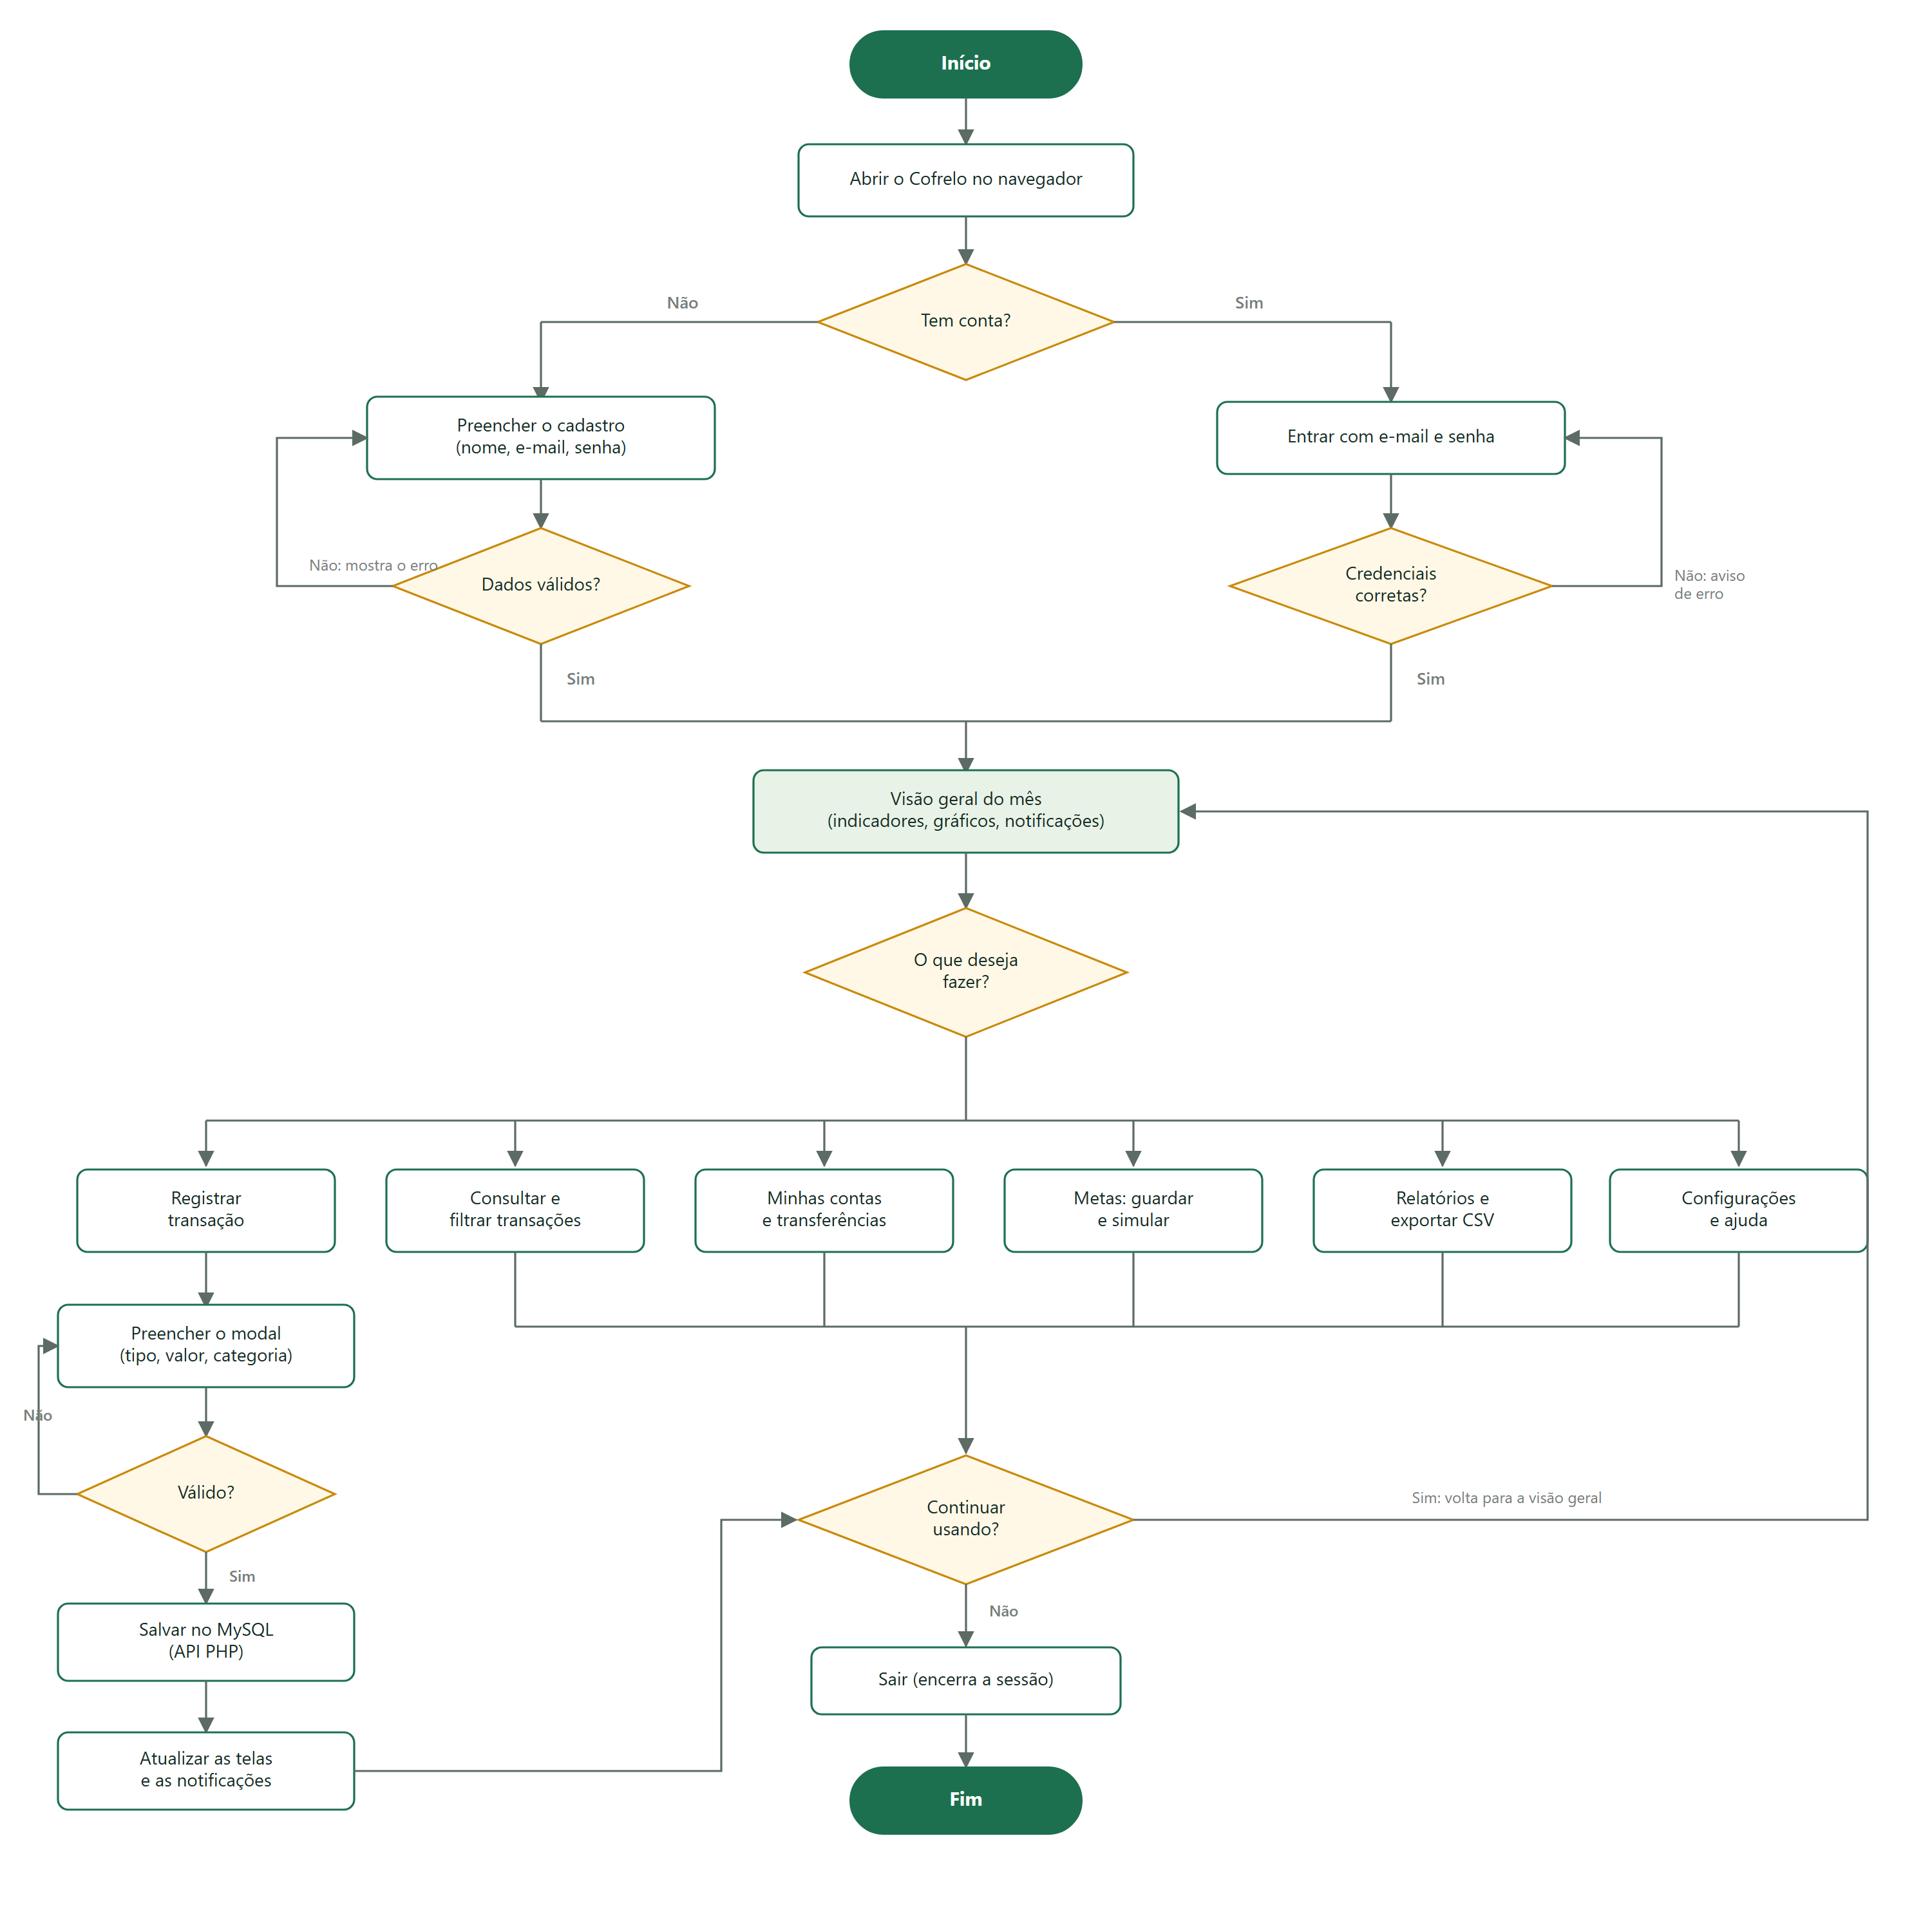 Início
Abrir o Cofrelo no navegador
Não
Sim
Tem conta?
Preencher o cadastro
(nome, e-mail, senha)
Entrar com e-mail e senha
Não: mostra o erro
Dados válidos?
Credenciais
corretas?
Não: aviso
de erro
Sim
Sim
Visão geral do mês
(indicadores, gráficos, notificações)
O que deseja
fazer?
Registrar
transação
Consultar e
filtrar transações
Minhas contas
e transferências
Metas: guardar
e simular
Relatórios e
exportar CSV
Configurações
e ajuda
Preencher o modal
(tipo, valor, categoria)
Não
Válido?
Continuar
usando?
Sim: volta para a visão geral
Sim
Não
Salvar no MySQL
(API PHP)
Sair (encerra a sessão)
Atualizar as telas
e as notificações
Fim